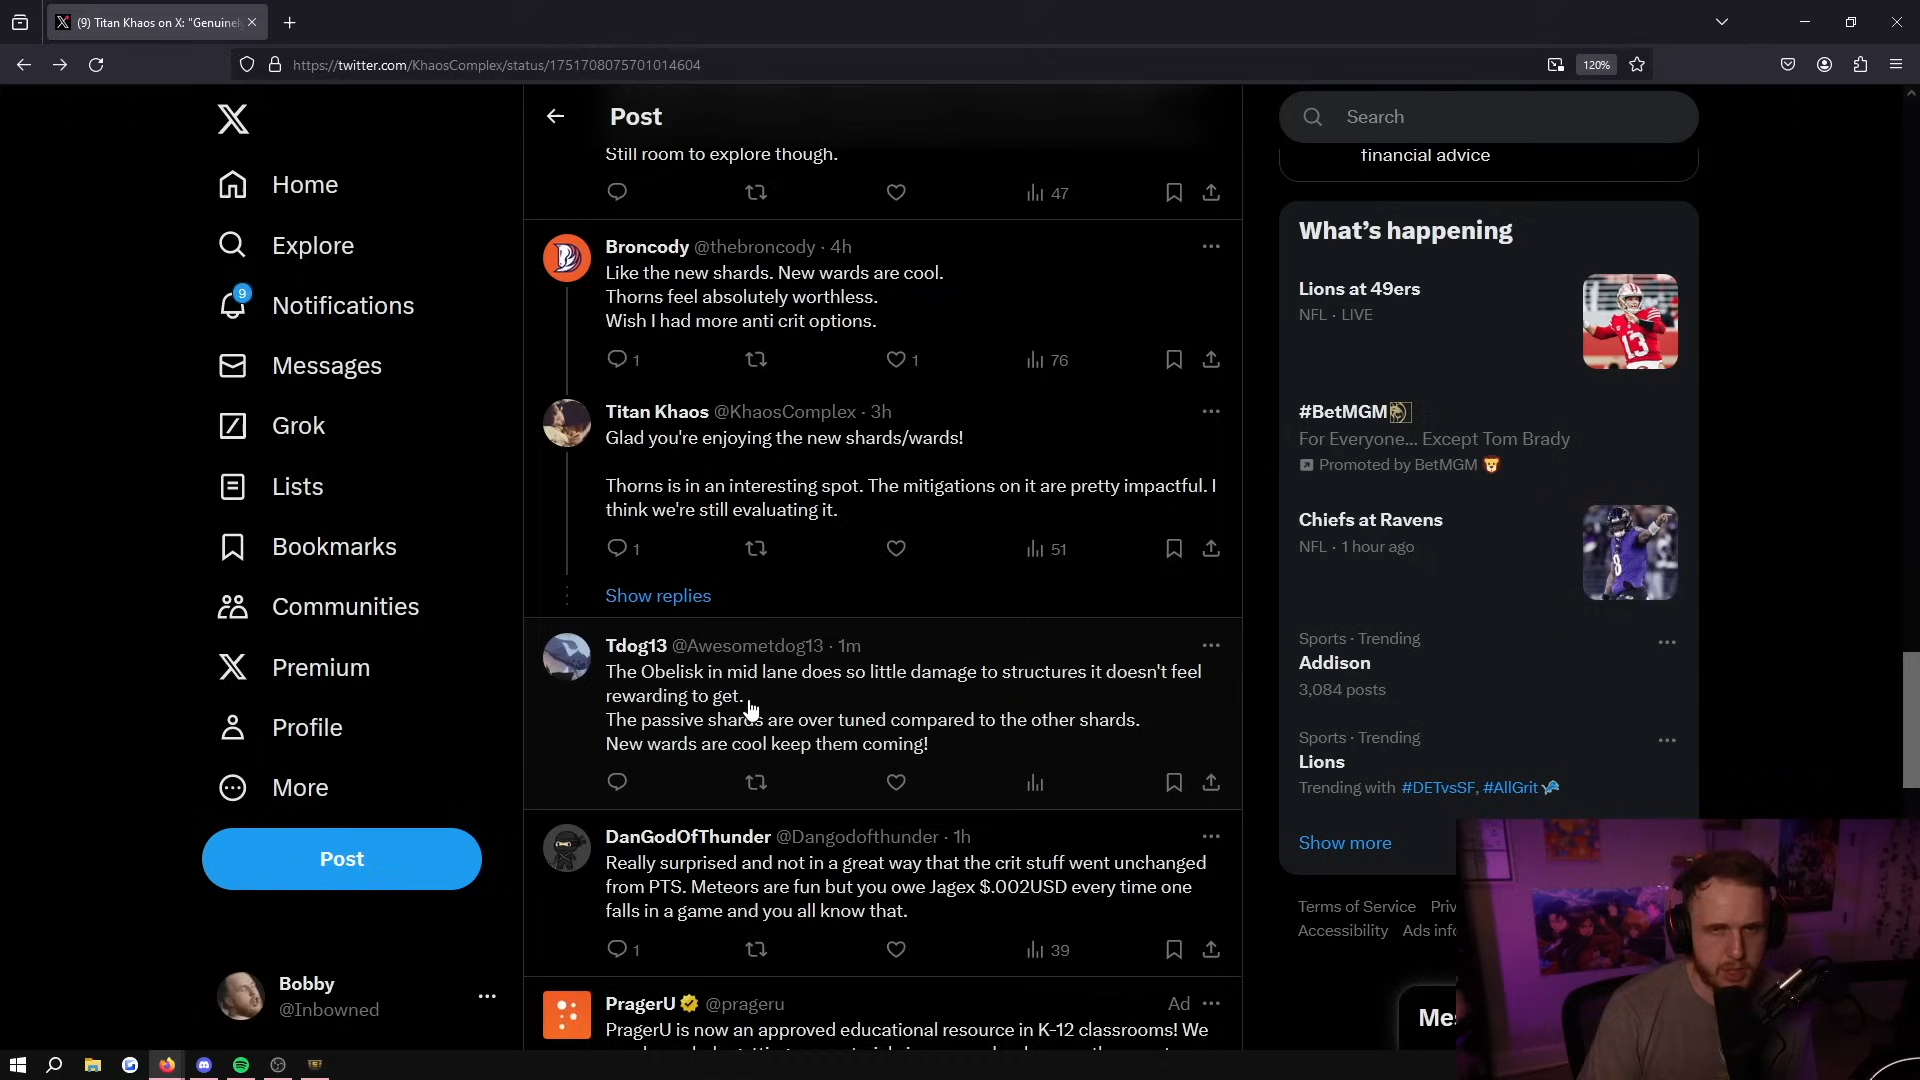 (9) Titan Khaos on X: "Genuinel
https://twitter.com/KhaosComplex/status/1751708075701014604
120%
Home
Explore
9
Notifications
Messages
Grok
Lists
Bookmarks
Communities
Premium
Profile
More
Post
Bobby
@Inbowned
Post
Still room to explore though.
47
Broncody @thebroncody · 4h
Like the new shards. New wards are cool.
Thorns feel absolutely worthless.
Wish I had more anti crit options.
1 1 76
Titan Khaos @KhaosComplex · 3h
Glad you're enjoying the new shards/wards!
Thorns is in an interesting spot. The mitigations on it are pretty impactful. I
think we're still evaluating it.
1 51
Show replies
Tdog13 @Awesometdog13 · 1m
The Obelisk in mid lane does so little damage to structures it doesn't feel
rewarding to get.
The passive shards are over tuned compared to the other shards.
New wards are cool keep them coming!
DanGodOfThunder @Dangodofthunder · 1h
Really surprised and not in a great way that the crit stuff went unchanged
from PTS. Meteors are fun but you owe Jagex $.002USD every time one
falls in a game and you all know that.
1 39
PragerU @prageru Ad
PragerU is now an approved educational resource in K-12 classrooms! We
Search
financial advice
What's happening
Lions at 49ers
NFL · LIVE
#BetMGM
For Everyone... Except Tom Brady
Promoted by BetMGM
Chiefs at Ravens
NFL · 1 hour ago
Sports · Trending
Addison
3,084 posts
Sports · Trending
Lions
Trending with #DETvsSF, #AllGrit
Show more
Terms of Service Priv
Accessibility Ads info
Mes